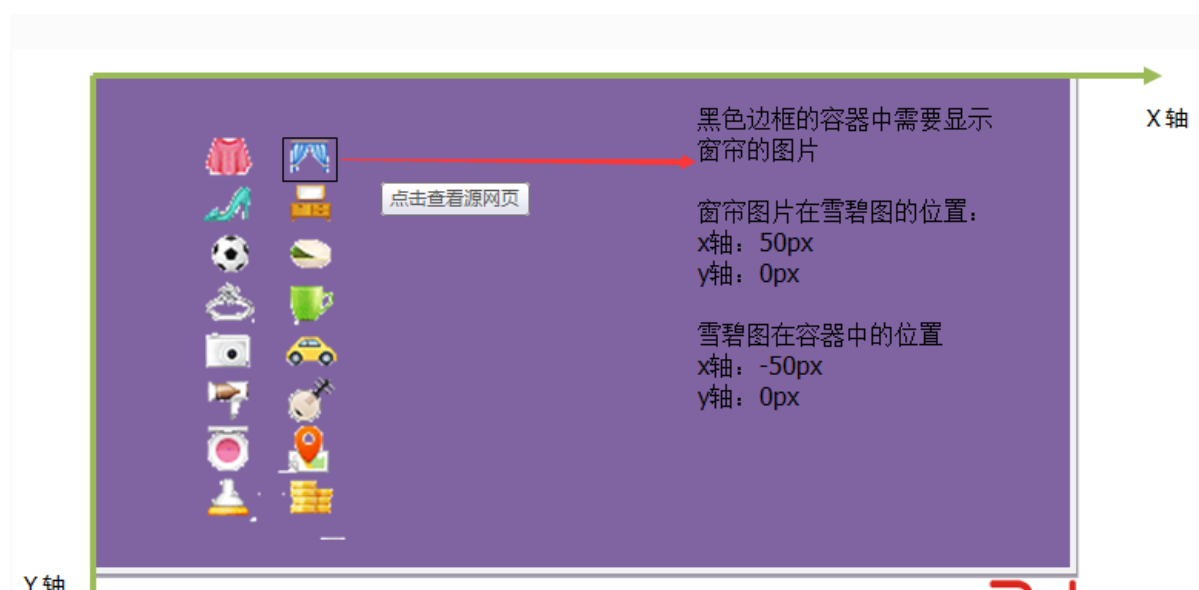 黑色边框的容器中需要显示
窗帘的图片
X轴
点击查看源网页
窗帘图片在雪碧图的位置：
x轴：50px
y轴：0px
雪碧图在容器中的位置
x轴：-50px
y轴：0px
Y轴